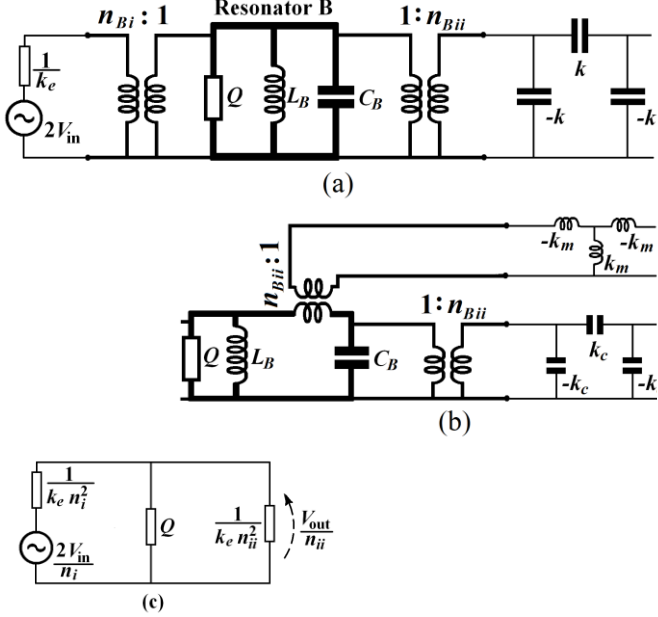 n_Bi : 1
Resonator B
1 : n_Bii
1/k_e
2V_in
Q
L_B
C_B
k
-k
-k
(a)
n_Bii : 1
-k_m
-k_m
k_m
1 : n_Bii
Q
L_B
C_B
k_c
-k_c
-k
(b)
1/(k_e n_i^2)
2V_in/n_i
Q
1/(k_e n_ii^2)
V_out/n_ii
(c)